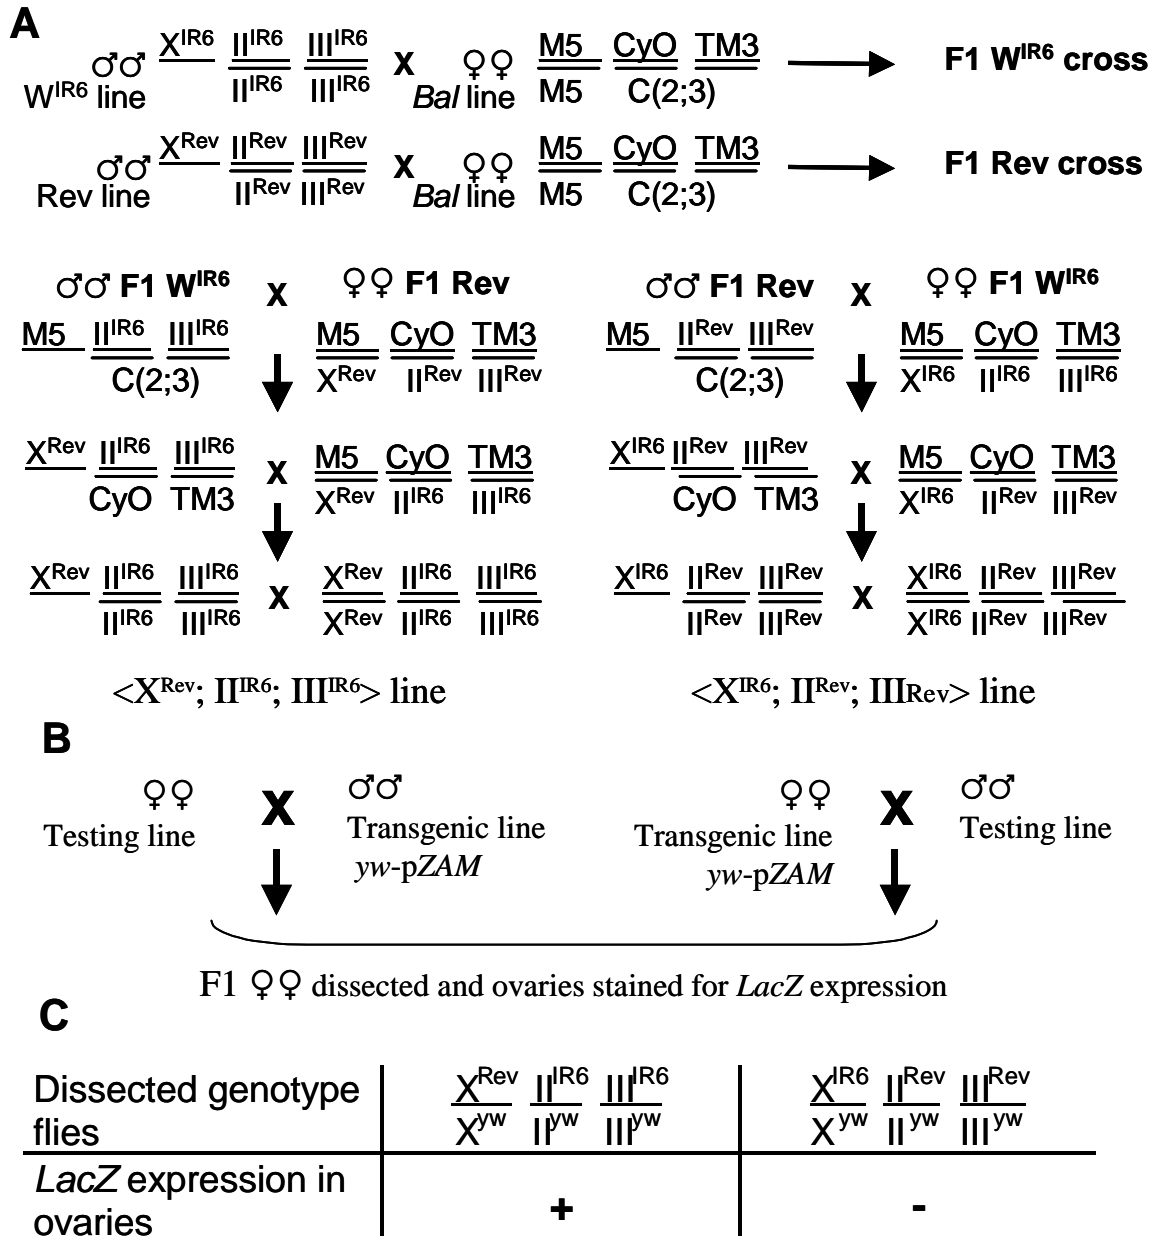 A
♂♂ X^IR6 II^IR6 III^IR6 X ♀♀ M5 CyO TM3 F1 W^IR6 cross
W^IR6 line II^IR6 III^IR6 Bal line M5 C(2;3)
♂♂ X^Rev II^Rev III^Rev X ♀♀ M5 CyO TM3 F1 Rev cross
Rev line II^Rev III^Rev Bal line M5 C(2;3)
♂♂ F1 W^IR6 X ♀♀ F1 Rev
M5 II^IR6 III^IR6 M5 CyO TM3
C(2;3) X^Rev II^Rev III^Rev
X^Rev II^IR6 III^IR6 X M5 CyO TM3
CyO TM3 X^Rev II^IR6 III^IR6
X^Rev II^IR6 III^IR6 X X^Rev II^IR6 III^IR6
II^IR6 III^IR6 X^Rev II^IR6 III^IR6
<X^Rev; II^IR6; III^IR6> line
♂♂ F1 Rev X ♀♀ F1 W^IR6
M5 II^Rev III^Rev M5 CyO TM3
C(2;3) X^IR6 II^IR6 III^IR6
X^IR6 II^Rev III^Rev X M5 CyO TM3
CyO TM3 X^IR6 II^Rev III^Rev
X^IR6 II^Rev III^Rev X X^IR6 II^Rev III^Rev
II^Rev III^Rev X^IR6 II^Rev III^Rev
<X^IR6; II^Rev; IIIRev> line
B
♀♀ X ♂♂
Testing line Transgenic line
yw-pZAM
♀♀ X ♂♂
Transgenic line Testing line
yw-pZAM
F1 ♀♀ dissected and ovaries stained for LacZ expression
C
Dissected genotype X^Rev II^IR6 III^IR6 X^IR6 II^Rev III^Rev
flies X^yw II^yw III^yw X^yw II^yw III^yw
LacZ expression in
ovaries + -